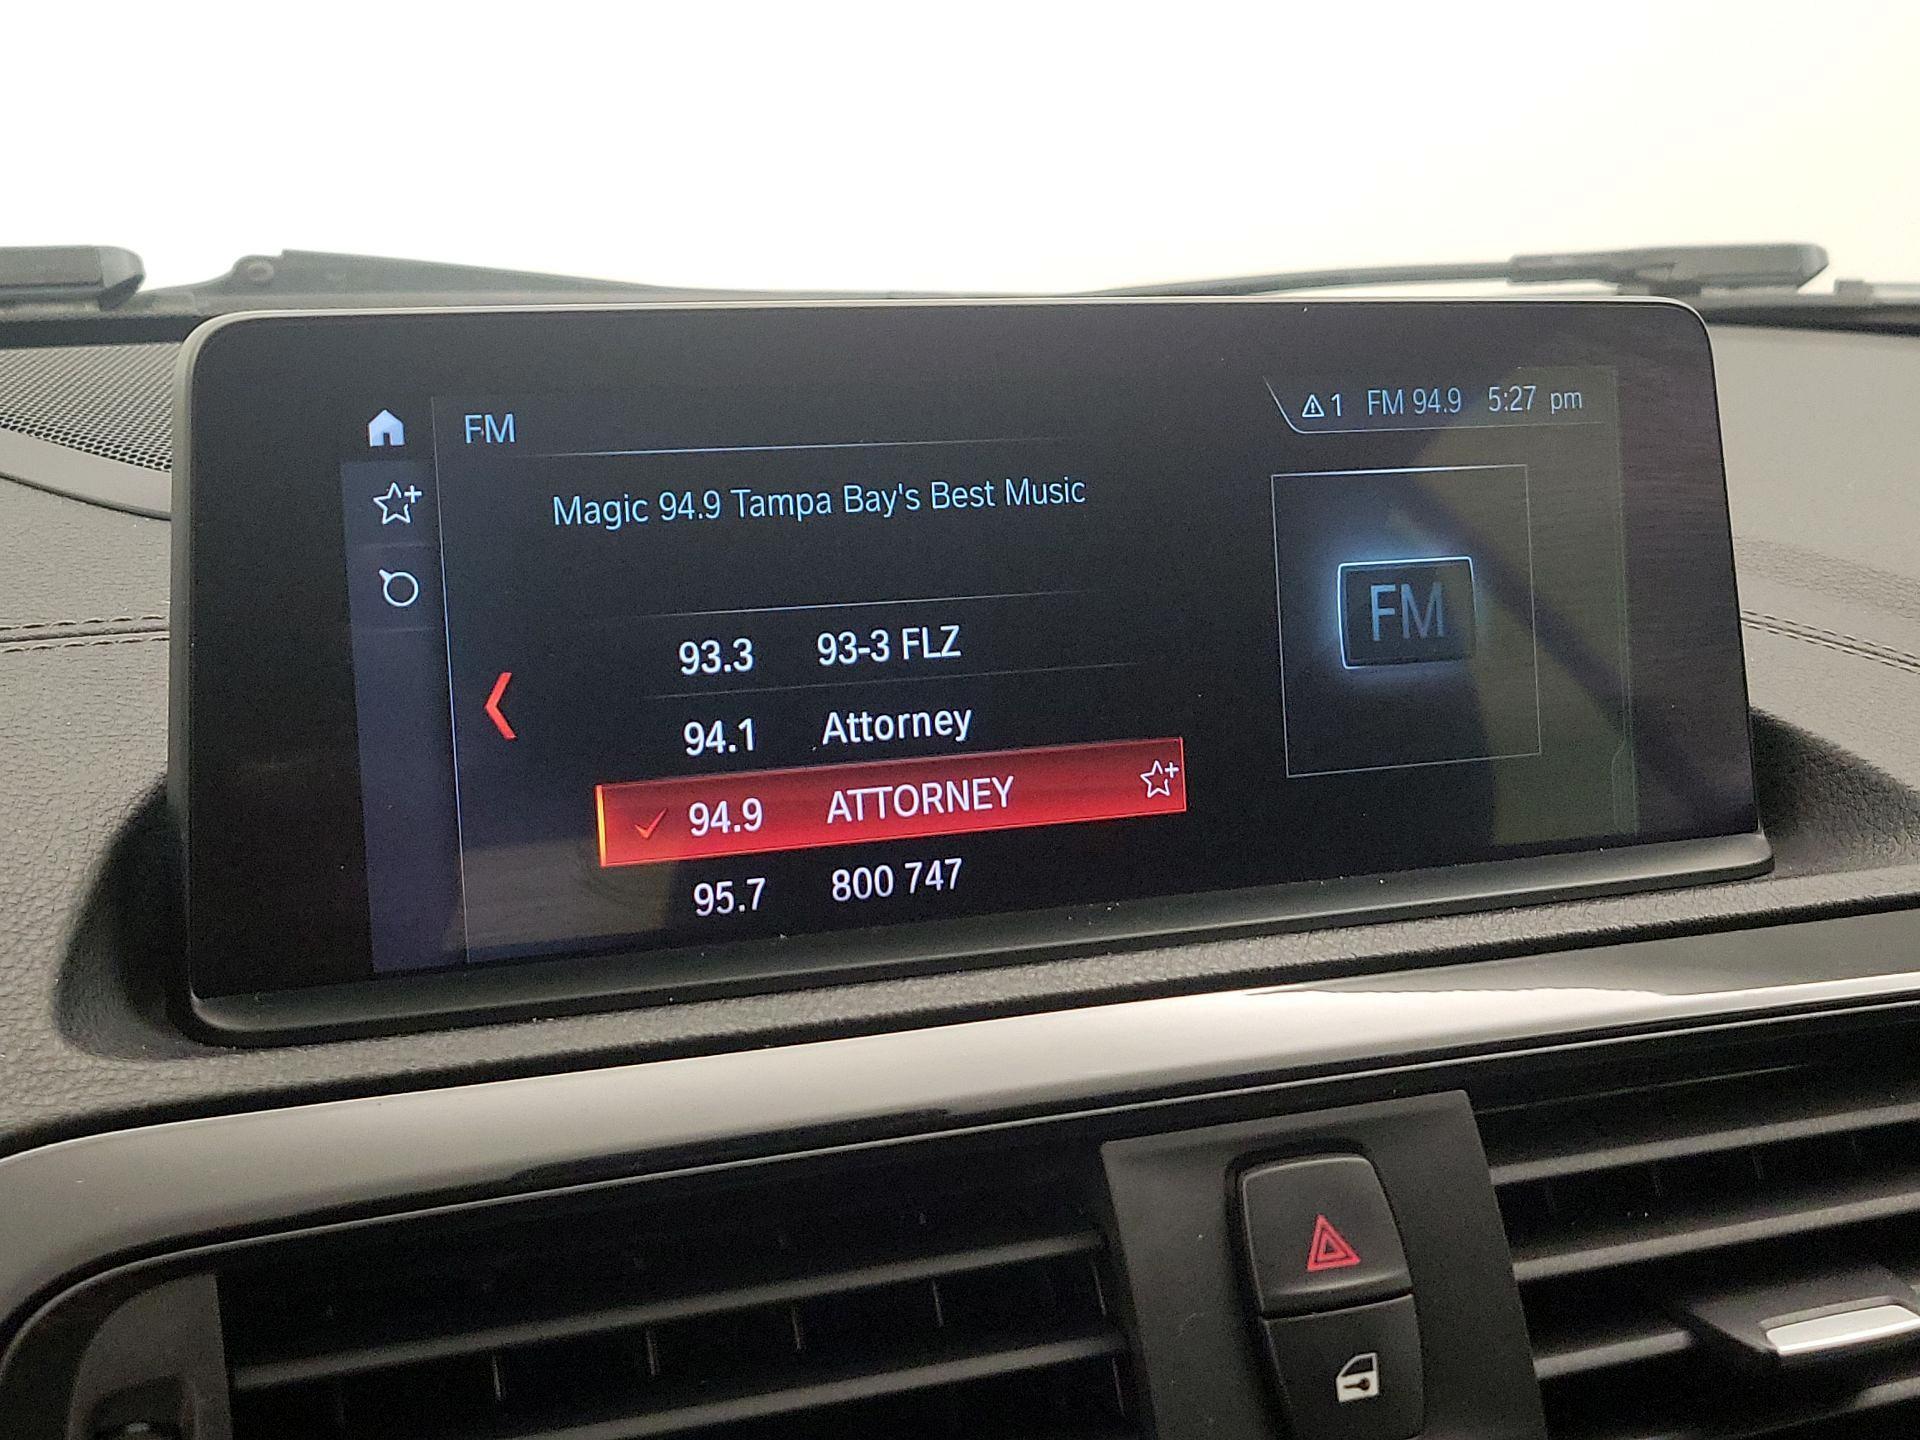 FM
1 FM 94.9 5:27 pm
Magic 94.9 Tampa Bay's Best Music
FM
93.3 93-3 FLZ
94.1 Attorney
94.9 ATTORNEY
95.7 800 747